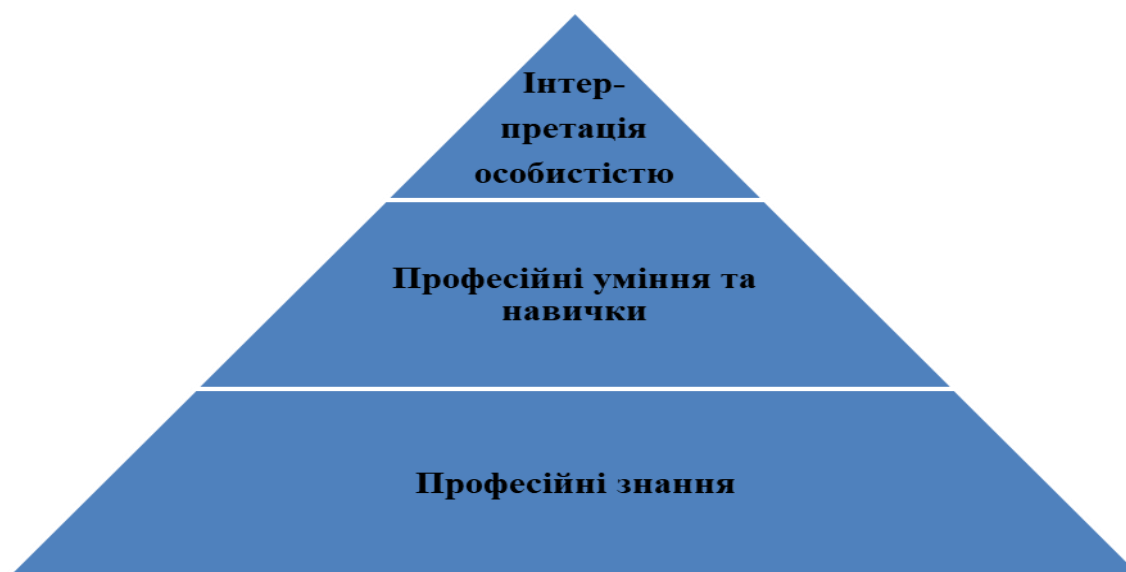 Інтер-
претація
особистістю
Професійні уміння та
навички
Професійні знання